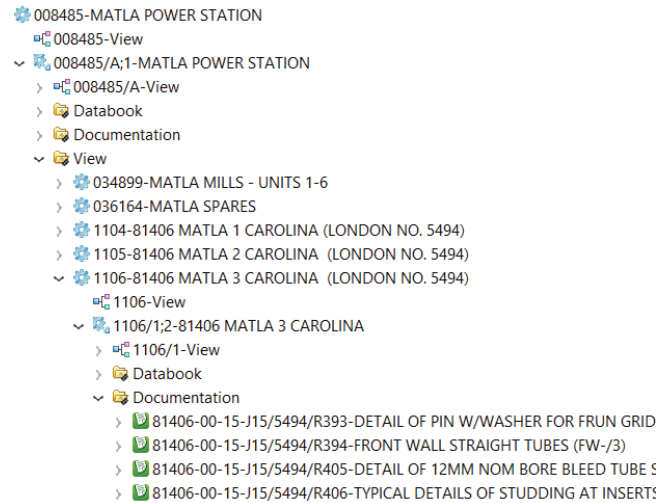 008485-MATLA POWER STATION
008485-View
008485/A;1-MATLA POWER STATION
008485/A-View
Databook
Documentation
View
034899-MATLA MILLS - UNITS 1-6
036164-MATLA SPARES
1104-81406 MATLA 1 CAROLINA (LONDON NO. 5494)
1105-81406 MATLA 2 CAROLINA (LONDON NO. 5494)
1106-81406 MATLA 3 CAROLINA  (LONDON NO. 5494)
1106-View
1106/1;2-81406 MATLA 3 CAROLINA
1106/1-View
Databook
Documentation
81406-00-15-J15/5494/R393-DETAIL OF PIN W/WASHER FOR FRUN GRID
81406-00-15-J15/5494/R394-FRONT WALL STRAIGHT TUBES (FW-/3)
81406-00-15-J15/5494/R405-DETAIL OF 12MM NOM BORE BLEED TUBE S
81406-00-15-J15/5494/R406-TYPICAL DETAILS OF STUDDING AT INSERTS